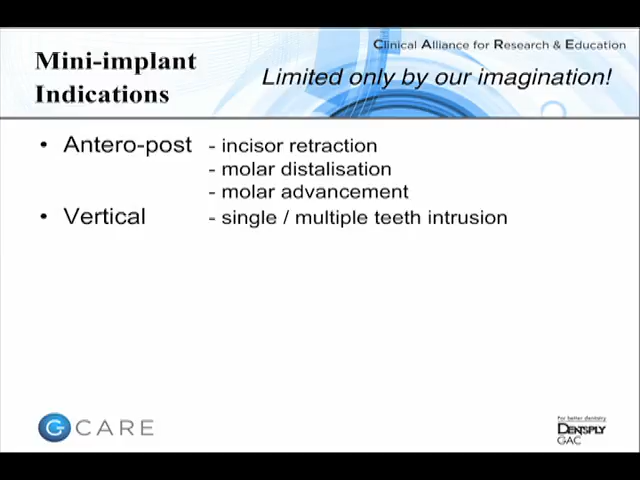 Clinical Alliance for Research & Education
Mini-implant
Indications
Limited only by our imagination!
• Antero-post - incisor retraction
- molar distalisation
- molar advancement
• Vertical - single / multiple teeth intrusion
G CARE
For better dentistry
DENTSPLY
GAC